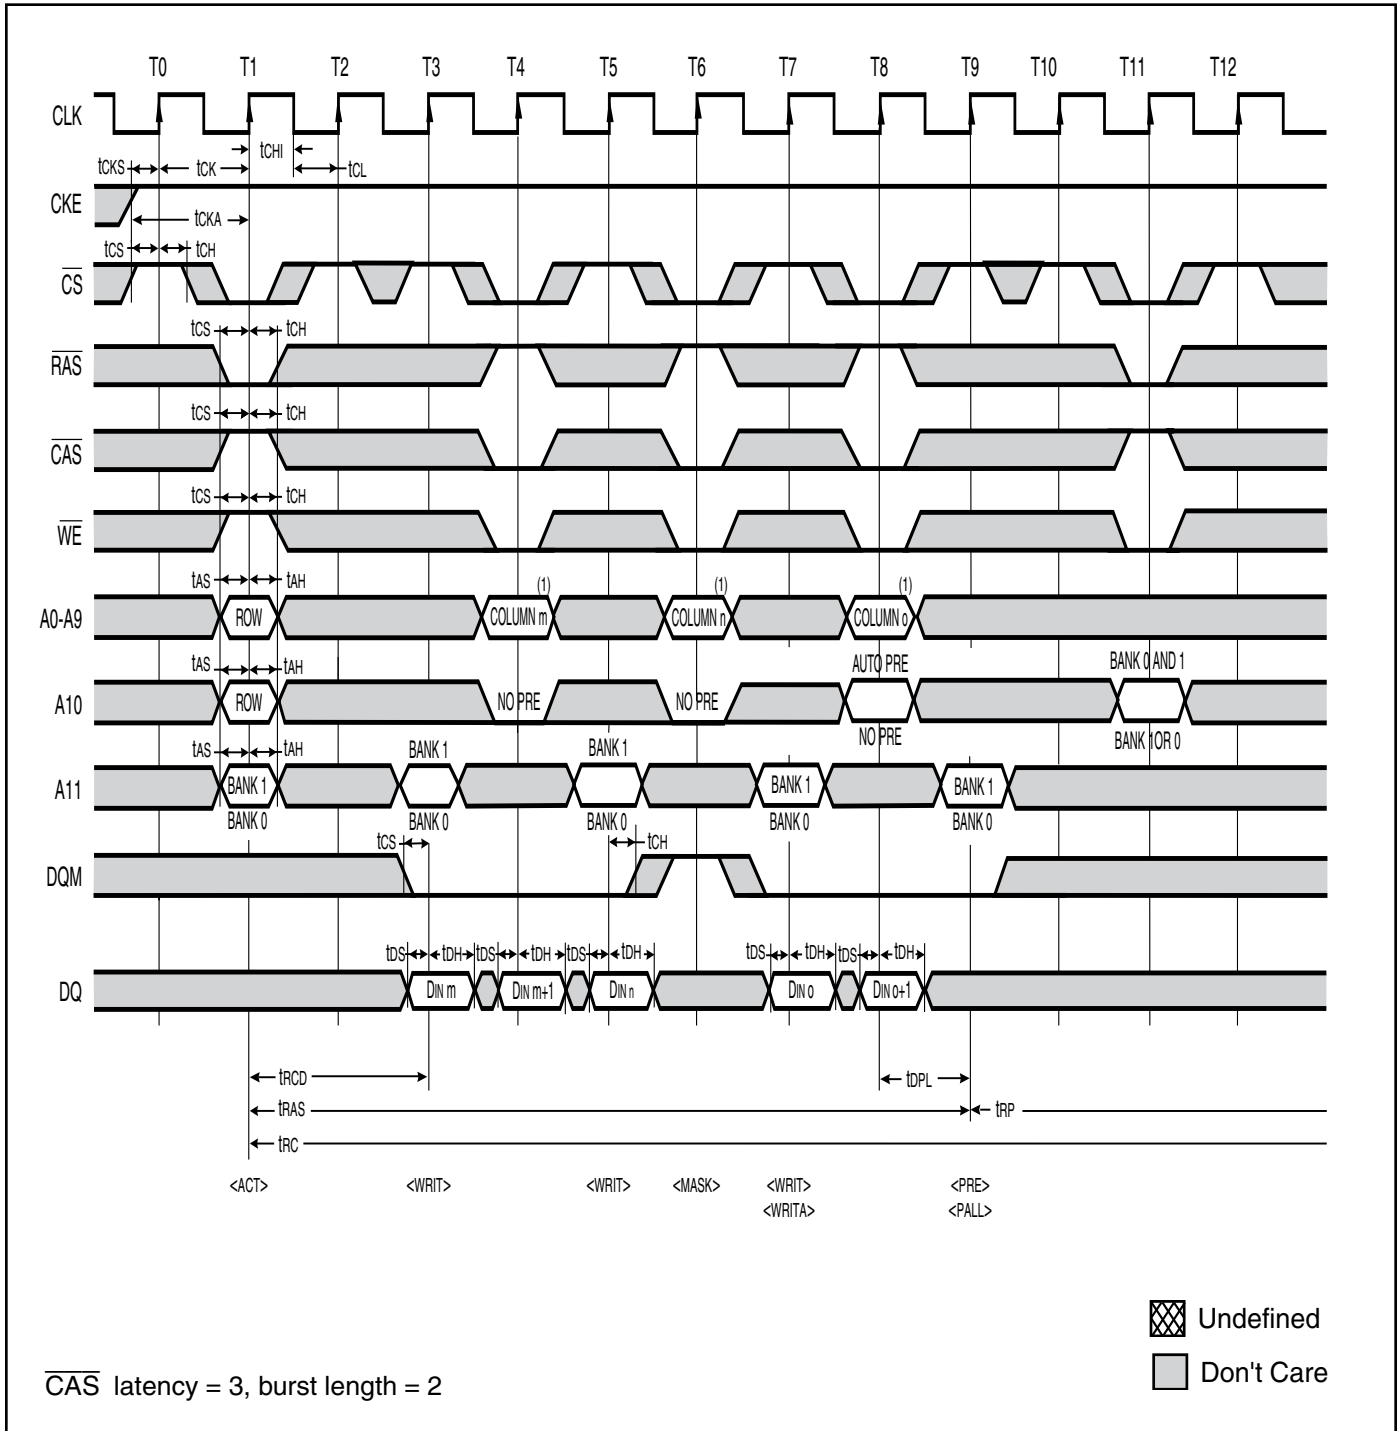 T0 T1 T2 T3 T4 T5 T6 T7 T8 T9 T10 T11 T12
CLK
tCHI
tCKS tCK tCL
CKE
tCKA
tCS tCH
CS
tCS tCH
RAS
tCS tCH
CAS
tCS tCH
WE
tAS tAH (1) (1) (1)
A0-A9 ROW COLUMN m COLUMN n COLUMN o
tAS tAH AUTO PRE BANK 0 AND 1
A10 ROW NO PRE NO PRE
NO PRE BANK 1OR 0
tAS tAH BANK 1 BANK 1
A11 BANK 1 BANK 1 BANK 1
BANK 0 BANK 0 BANK 0 BANK 0 BANK 0
tCS tCH
DQM
tDS tDH tDS tDH tDS tDH tDS tDH tDS tDH
DQ DIN m DIN m+1 DIN n DIN o DIN o+1
tRCD tDPL
tRAS tRP
tRC
<ACT> <WRIT> <WRIT> <MASK> <WRIT> <PRE>
<WRITA> <PALL>
Undefined
Don't Care
CAS latency = 3, burst length = 2